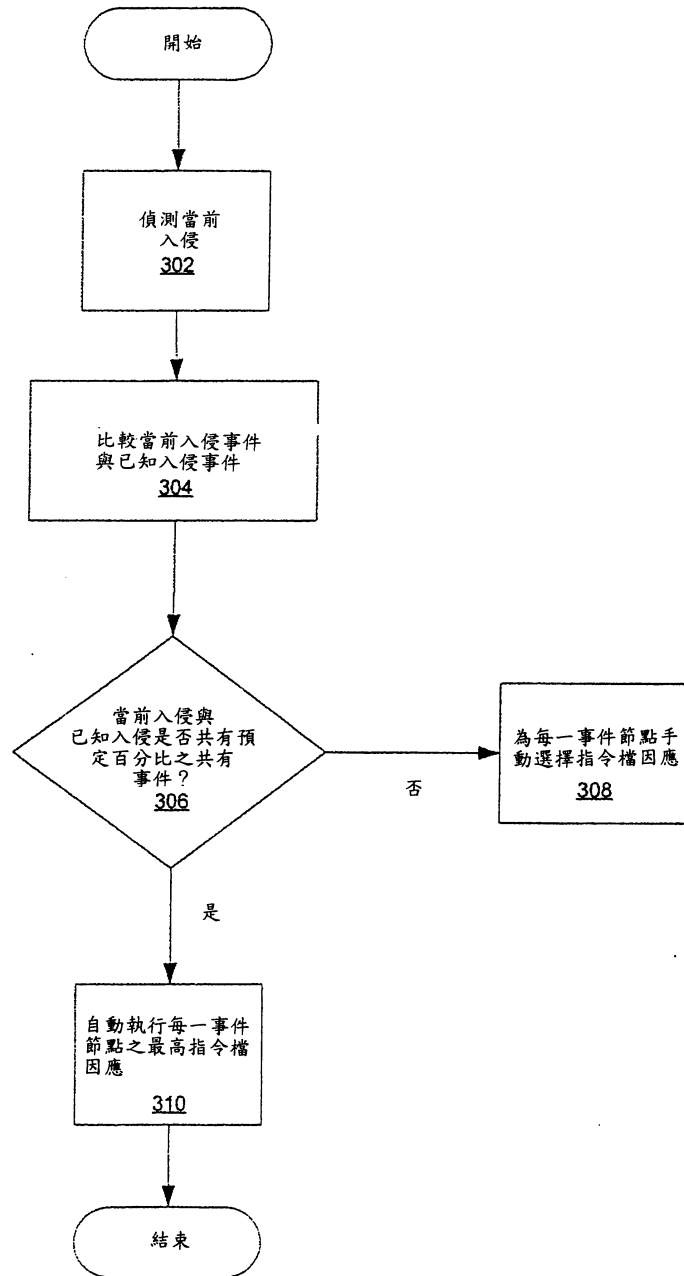 開始
偵測當前
入侵
302
比較當前入侵事件
與已知入侵事件
304
當前入侵與
已知入侵是否共有預
定百分比之共有
事件？
306
否
為每一事件節點手
動選擇指令檔因應
308
是
自動執行每一事件
節點之最高指令檔
因應
310
結束